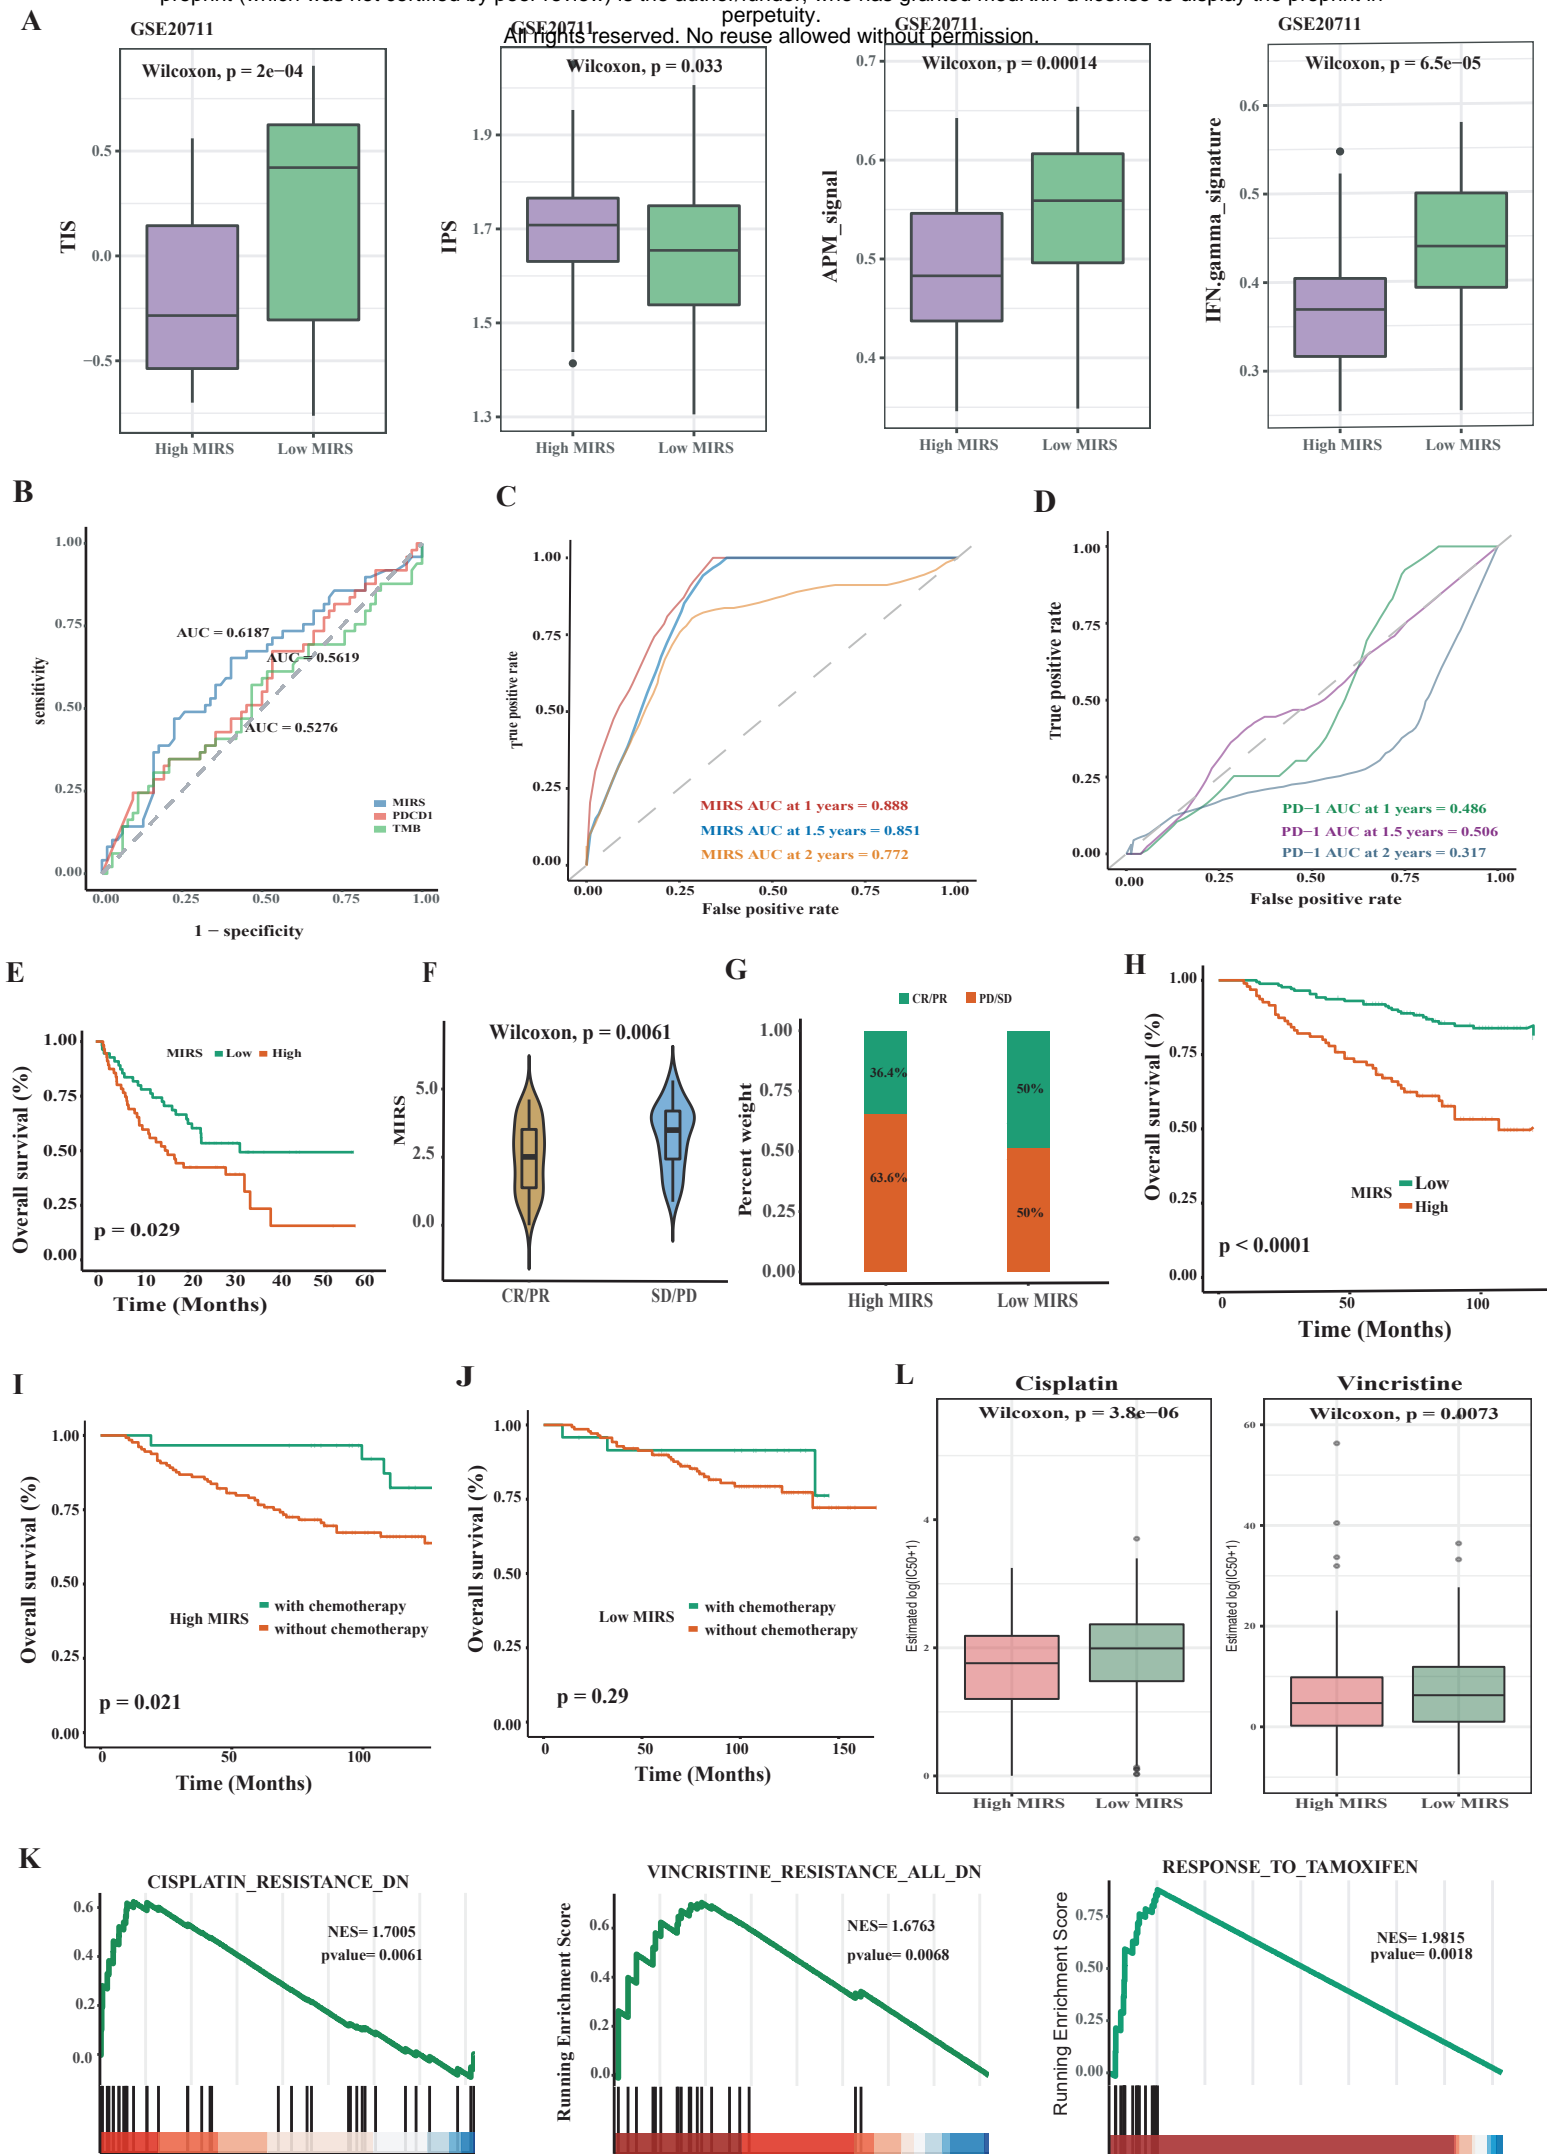 preprint (which was not certified by peer review) is the author/funder, who has granted medRxiv a license to display the preprint in
perpetuity.
All rights reserved. No reuse allowed without permission.
A
GSE20711
Wilcoxon, p = 2e−04
TIS
0.5
0.0
−0.5
High MIRS
Low MIRS
GSE20711
Wilcoxon, p = 0.033
IPS
1.9
1.7
1.5
1.3
High MIRS
Low MIRS
GSE20711
Wilcoxon, p = 0.00014
APM_signal
0.7
0.6
0.5
0.4
High MIRS
Low MIRS
GSE20711
Wilcoxon, p = 6.5e−05
IFN.gamma_signature
0.6
0.5
0.4
0.3
High MIRS
Low MIRS
B
sensitivity
1.00
0.75
0.50
0.25
0.00
AUC = 0.6187
AUC = 0.5619
AUC = 0.5276
MIRS
PDCD1
TMB
0.00
0.25
0.50
0.75
1.00
1 − specificity
C
True positive rate
1.00
0.75
0.50
0.25
0.00
MIRS AUC at 1 years = 0.888
MIRS AUC at 1.5 years = 0.851
MIRS AUC at 2 years = 0.772
0.00
0.25
0.50
0.75
1.00
False positive rate
D
True positive rate
1.00
0.75
0.50
0.25
0.00
PD−1 AUC at 1 years = 0.486
PD−1 AUC at 1.5 years = 0.506
PD−1 AUC at 2 years = 0.317
0.00
0.25
0.50
0.75
1.00
False positive rate
E
Overall survival (%)
1.00
0.75
0.50
0.25
0.00
MIRS Low High
p = 0.029
0
10
20
30
40
50
60
Time (Months)
F
MIRS
5.0
2.5
0.0
Wilcoxon, p = 0.0061
CR/PR
SD/PD
G
CR/PR
PD/SD
Percent weight
1.00
0.75
0.50
0.25
0.00
36.4%
63.6%
50%
50%
High MIRS
Low MIRS
H
Overall survival (%)
1.00
0.75
0.50
0.25
0.00
MIRS
Low
High
p < 0.0001
0
50
100
Time (Months)
I
Overall survival (%)
1.00
0.75
0.50
0.25
0.00
High MIRS
with chemotherapy
without chemotherapy
p = 0.021
0
50
100
Time (Months)
J
Overall survival (%)
1.00
0.75
0.50
0.25
0.00
Low MIRS
with chemotherapy
without chemotherapy
p = 0.29
0
50
100
150
Time (Months)
L
Cisplatin
Wilcoxon, p = 3.8e−06
Estimated log(IC50+1)
4
2
0
High MIRS
Low MIRS
Vincristine
Wilcoxon, p = 0.0073
Estimated log(IC50+1)
60
40
20
0
High MIRS
Low MIRS
K
CISPLATIN_RESISTANCE_DN
0.6
0.4
0.2
0.0
NES= 1.7005
pvalue= 0.0061
VINCRISTINE_RESISTANCE_ALL_DN
Running Enrichment Score
0.6
0.4
0.2
0.0
NES= 1.6763
pvalue= 0.0068
RESPONSE_TO_TAMOXIFEN
Running Enrichment Score
0.75
0.50
0.25
0.00
NES= 1.9815
pvalue= 0.0018